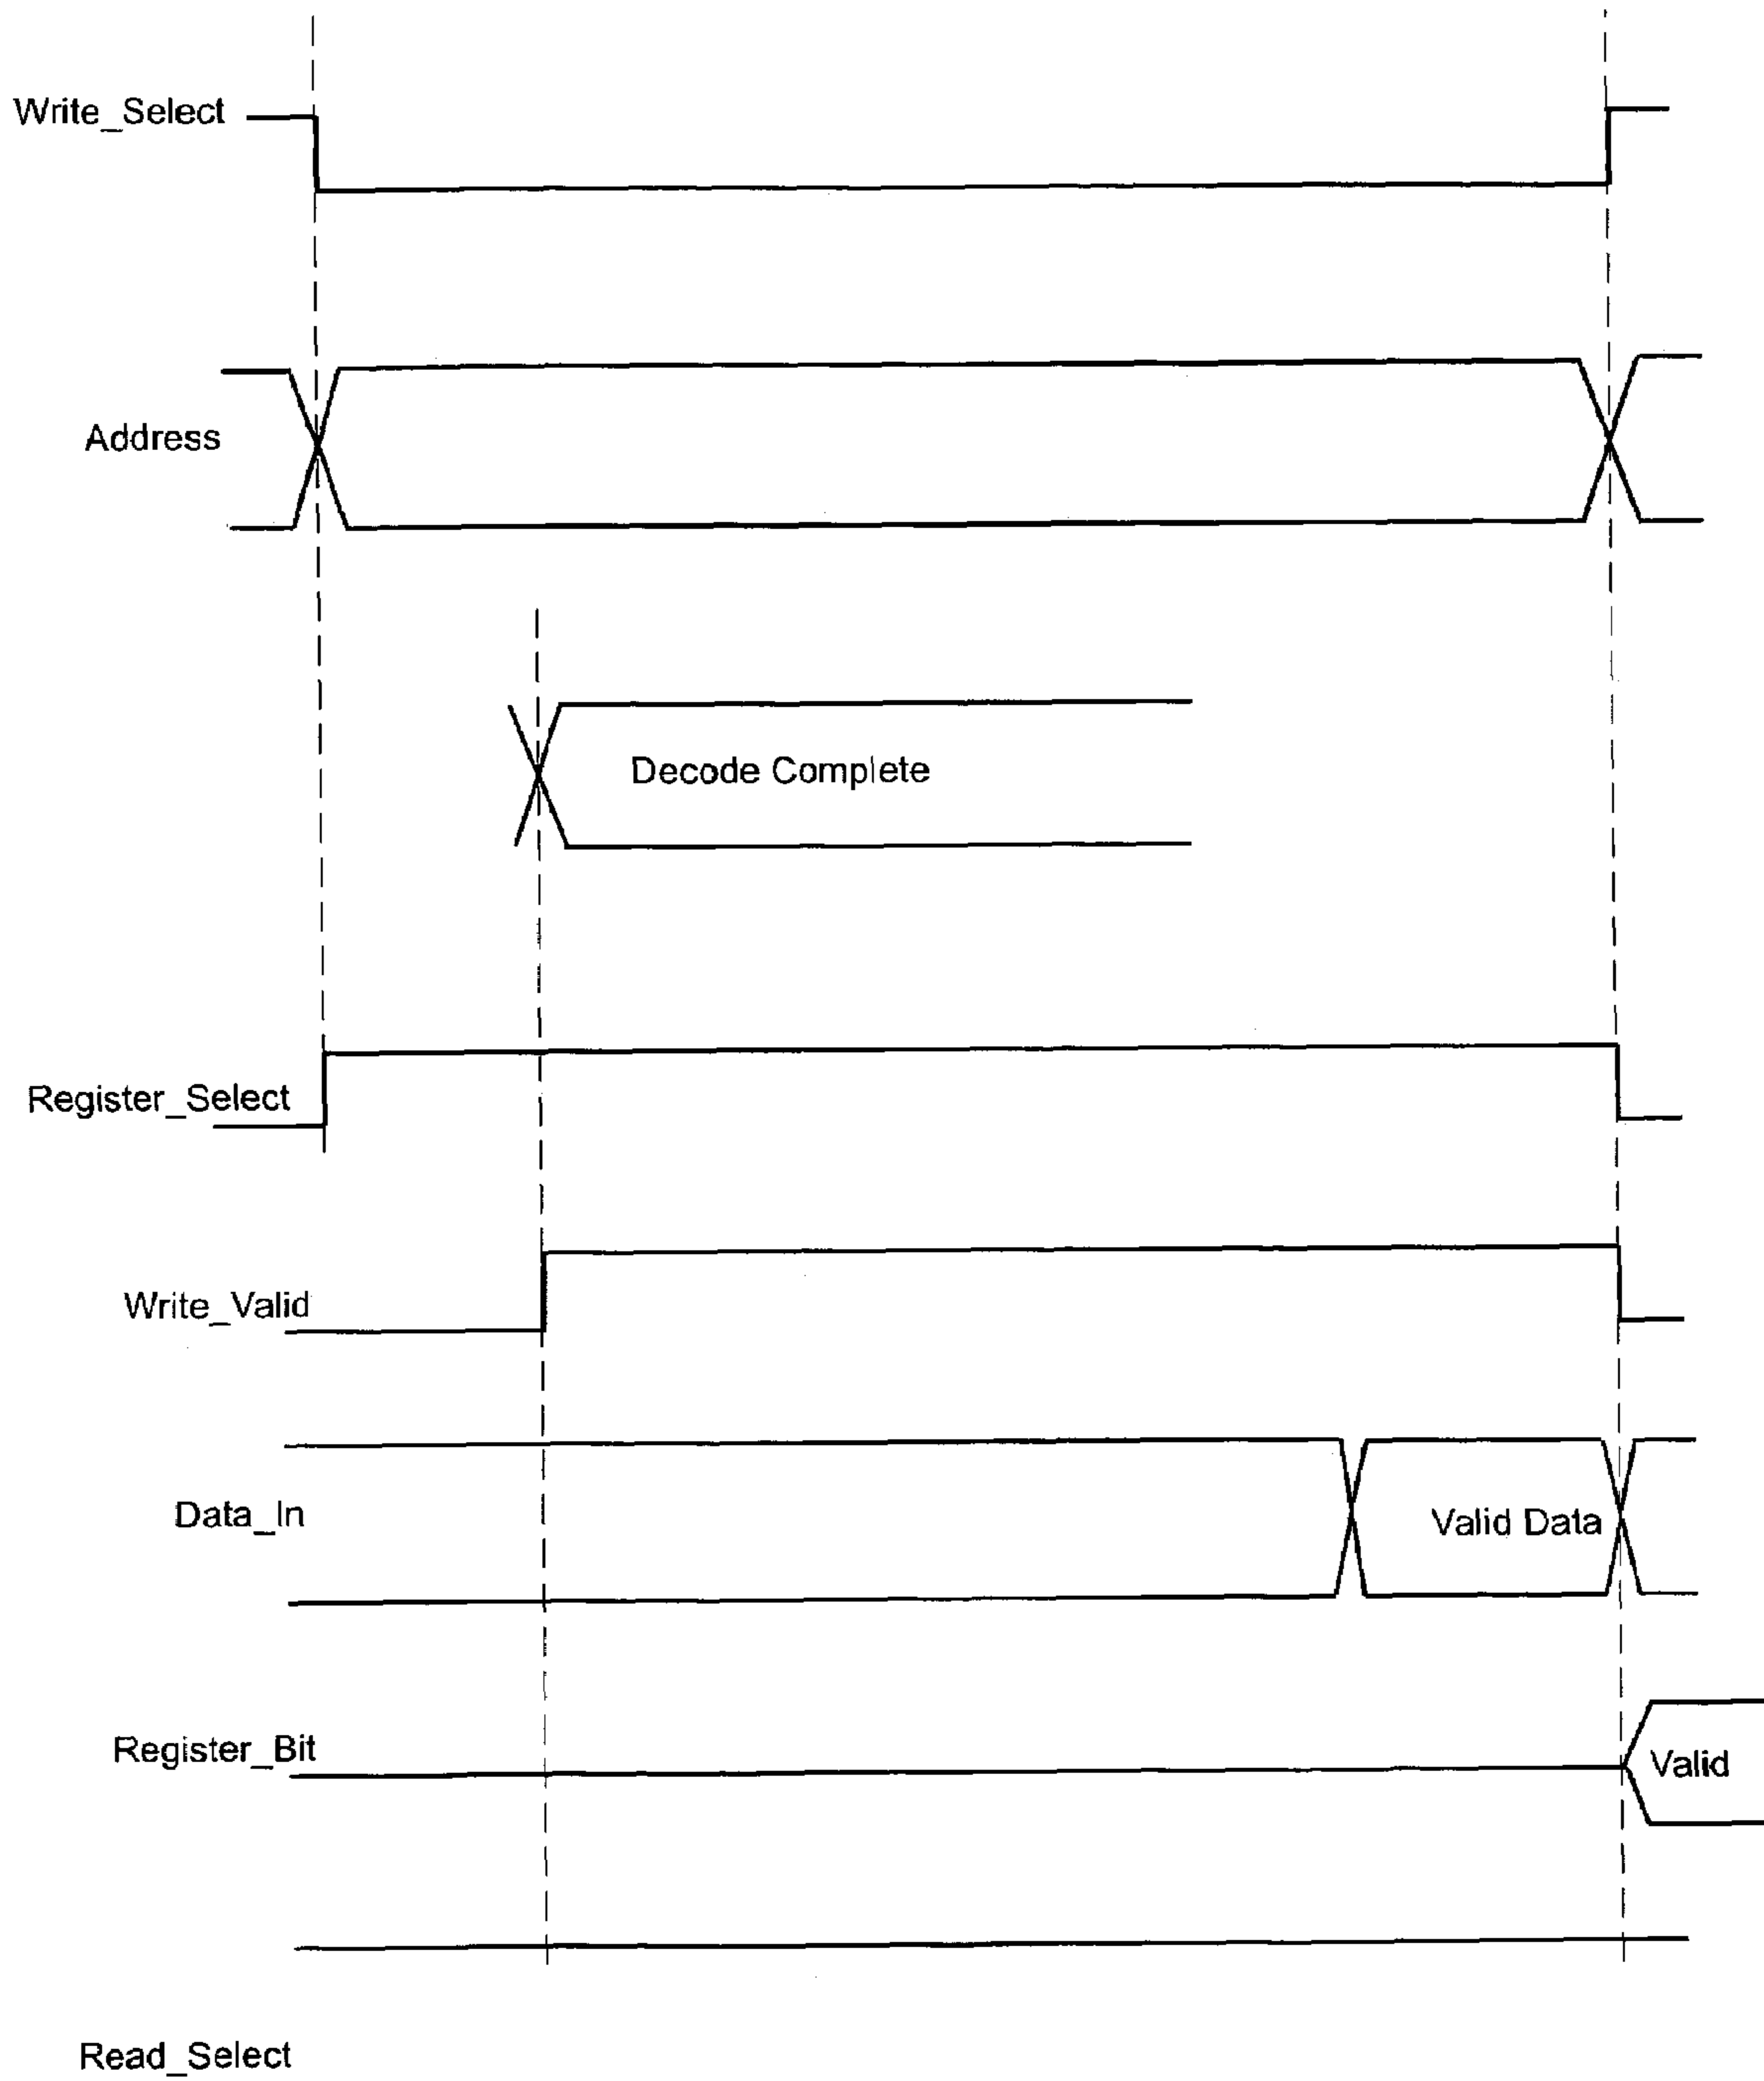 Write_Select
Address
Decode Complete
Register_Select
Write_Valid
Data_In
Valid Data
Register_Bit
Valid
Read_Select